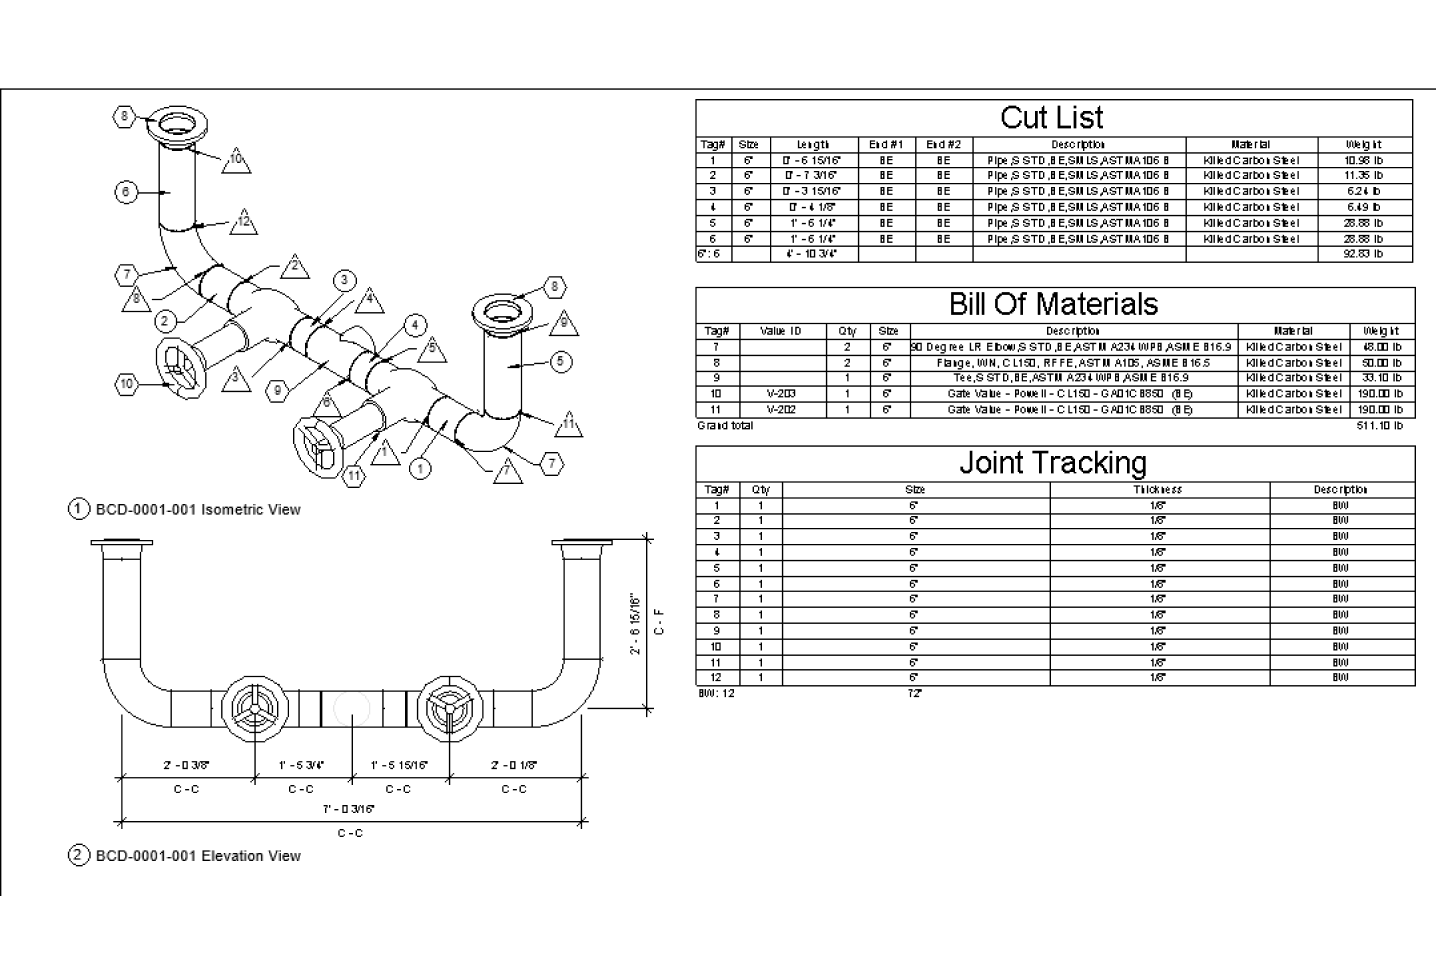 8
10
6
12
7
8
2
2
3
4
4
5
8
9
5
10
3
9
6
11
1
1
7
7
11
1 BCD-0001-001 Isometric View
2' - 6 15/16"
C - F
2' - 0 3/8" 1' - 5 3/4" 1' - 5 15/16" 2' - 0 1/8"
C - C C - C C - C C - C
7' - 0 3/16"
C - C
2 BCD-0001-001 Elevation View
Cut List
Tag# Size Length End #1 End #2 Description Material Weight
1 6" 0' - 6 15/16" BE BE Pipe,S STD,BE,SMLS,ASTM A106 B Killed Carbon Steel 10.98 lb
2 6" 0' - 7 3/16" BE BE Pipe,S STD,BE,SMLS,ASTM A106 B Killed Carbon Steel 11.36 lb
3 6" 0' - 3 15/16" BE BE Pipe,S STD,BE,SMLS,ASTM A106 B Killed Carbon Steel 6.24 lb
4 6" 0' - 4 1/8" BE BE Pipe,S STD,BE,SMLS,ASTM A106 B Killed Carbon Steel 6.49 lb
5 6" 1' - 6 1/4" BE BE Pipe,S STD,BE,SMLS,ASTM A106 B Killed Carbon Steel 28.88 lb
6 6" 1' - 6 1/4" BE BE Pipe,S STD,BE,SMLS,ASTM A106 B Killed Carbon Steel 28.88 lb
6": 6 4' - 10 3/4" 92.83 lb
Bill Of Materials
Tag# Valve ID Qty Size Description Material Weight
7 2 6" 90 Degree LR Elbow,S STD,BE,ASTM A234 WPB,ASME B16.9 Killed Carbon Steel 48.00 lb
8 2 6" Flange, WN, CL150, RFFE, ASTM A105, ASME B16.5 Killed Carbon Steel 50.00 lb
9 1 6" Tee,S STD,BE,ASTM A234 WPB,ASME B16.9 Killed Carbon Steel 33.10 lb
10 V-203 1 6" Gate Valve - Powell - CL150 - GA01C B850 (BE) Killed Carbon Steel 190.00 lb
11 V-202 1 6" Gate Valve - Powell - CL150 - GA01C B850 (BE) Killed Carbon Steel 190.00 lb
Grand total 511.10 lb
Joint Tracking
Tag# Qty Size Thickness Description
1 1 6" 1/8" BW
2 1 6" 1/8" BW
3 1 6" 1/8" BW
4 1 6" 1/8" BW
5 1 6" 1/8" BW
6 1 6" 1/8" BW
7 1 6" 1/8" BW
8 1 6" 1/8" BW
9 1 6" 1/8" BW
10 1 6" 1/8" BW
11 1 6" 1/8" BW
12 1 6" 1/8" BW
BW: 12 72"